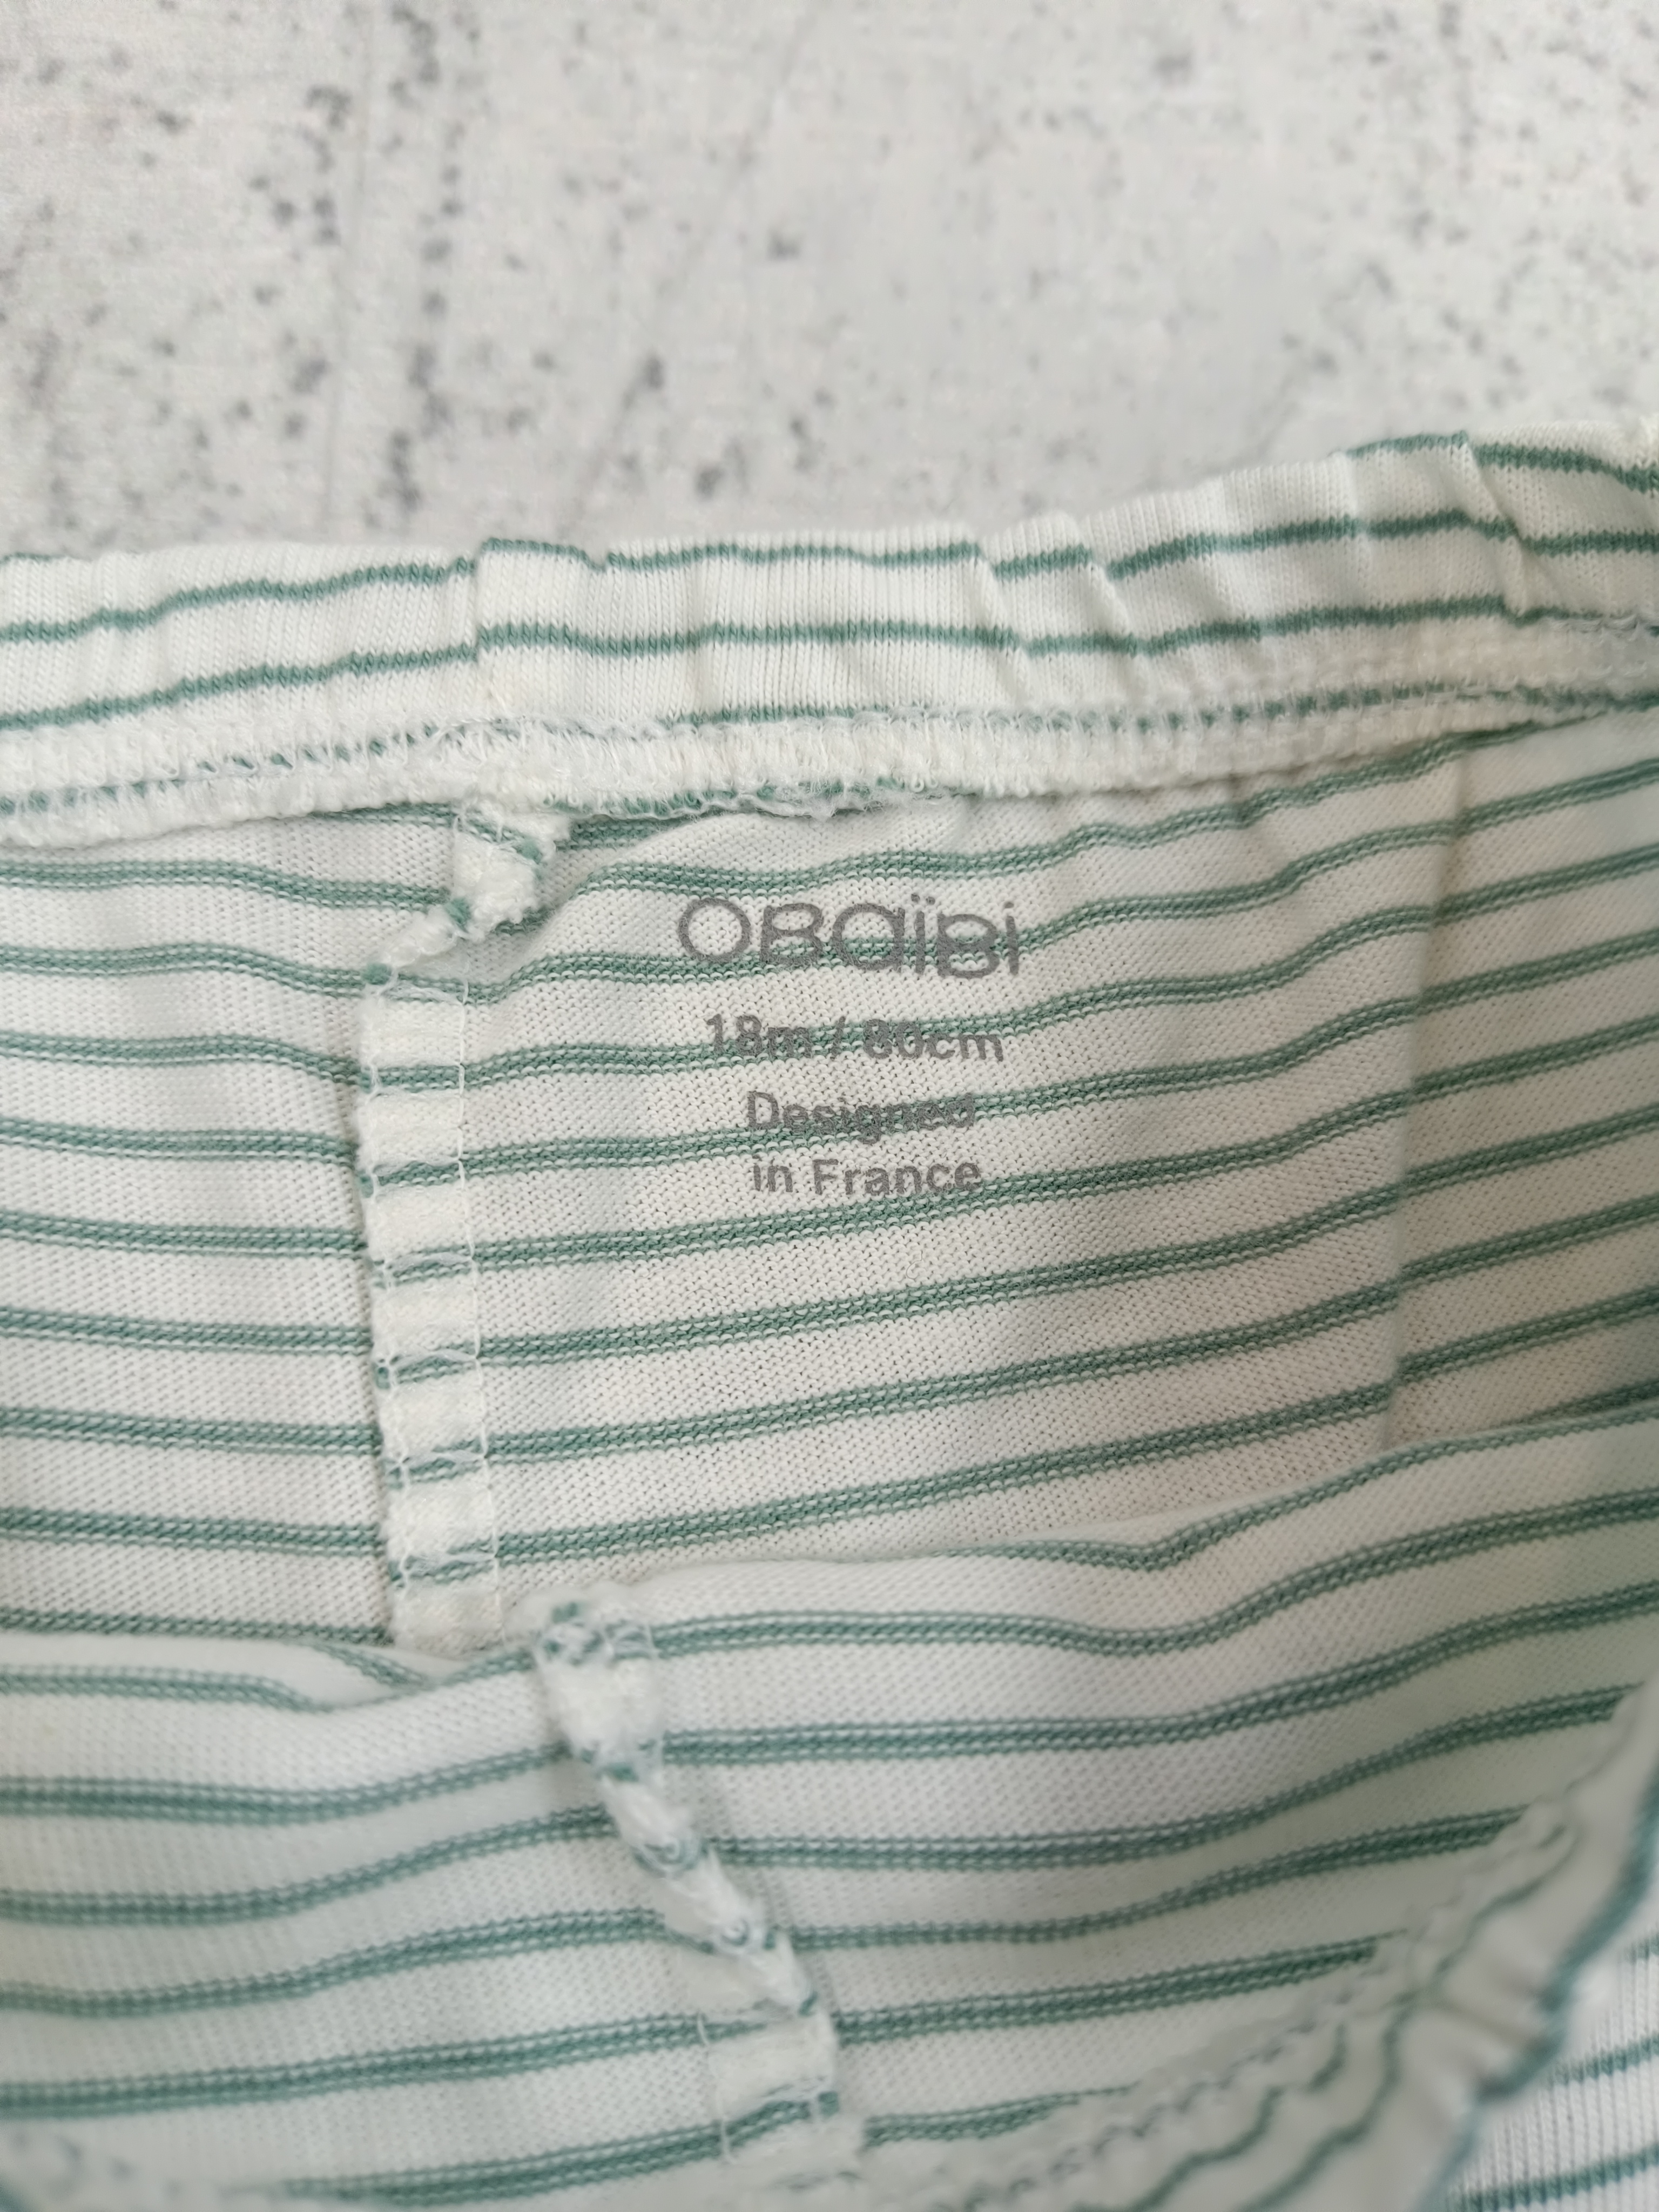 OBaïBi
18m / 80cm
Designed
in France